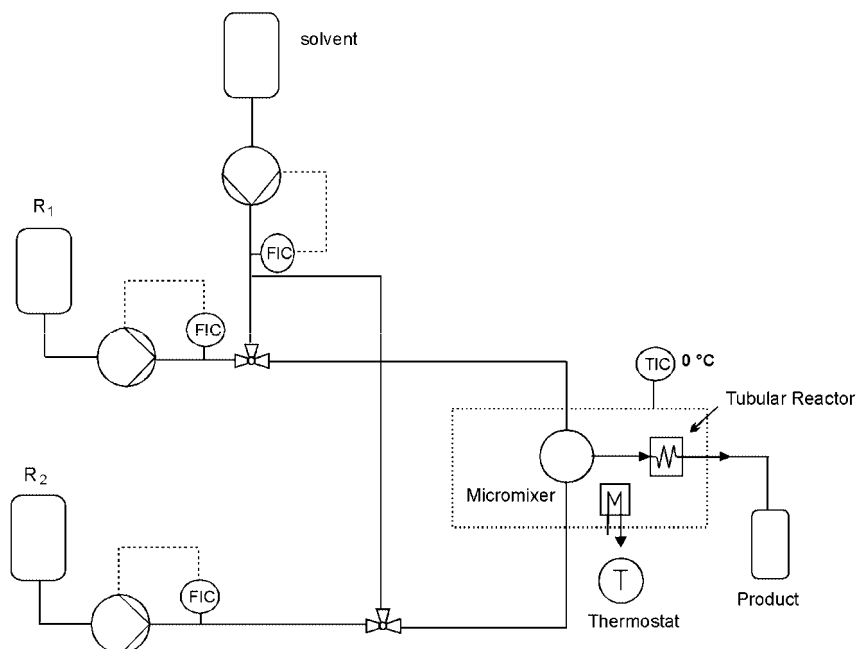 solvent
R1
FIC
FIC
TIC 0 °C
Tubular Reactor
R2
Micromixer
M
FIC
T
Thermostat
Product